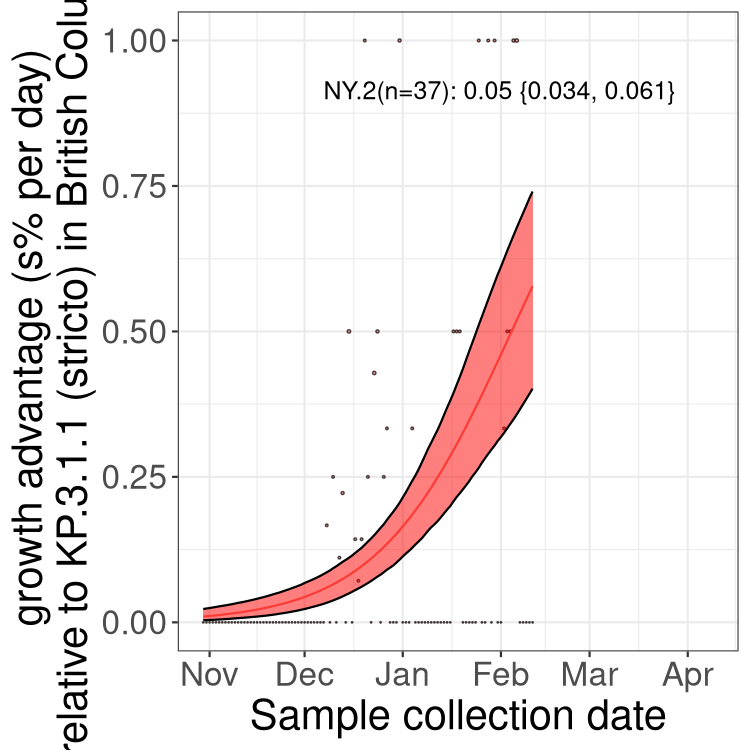 growth advantage (s% per day)
relative to KP.3.1.1 (stricto) in British Colu
1.00
0.75
0.50
0.25
0.00
NY.2(n=37): 0.05 {0.034, 0.061}
Nov Dec Jan Feb Mar Apr
Sample collection date